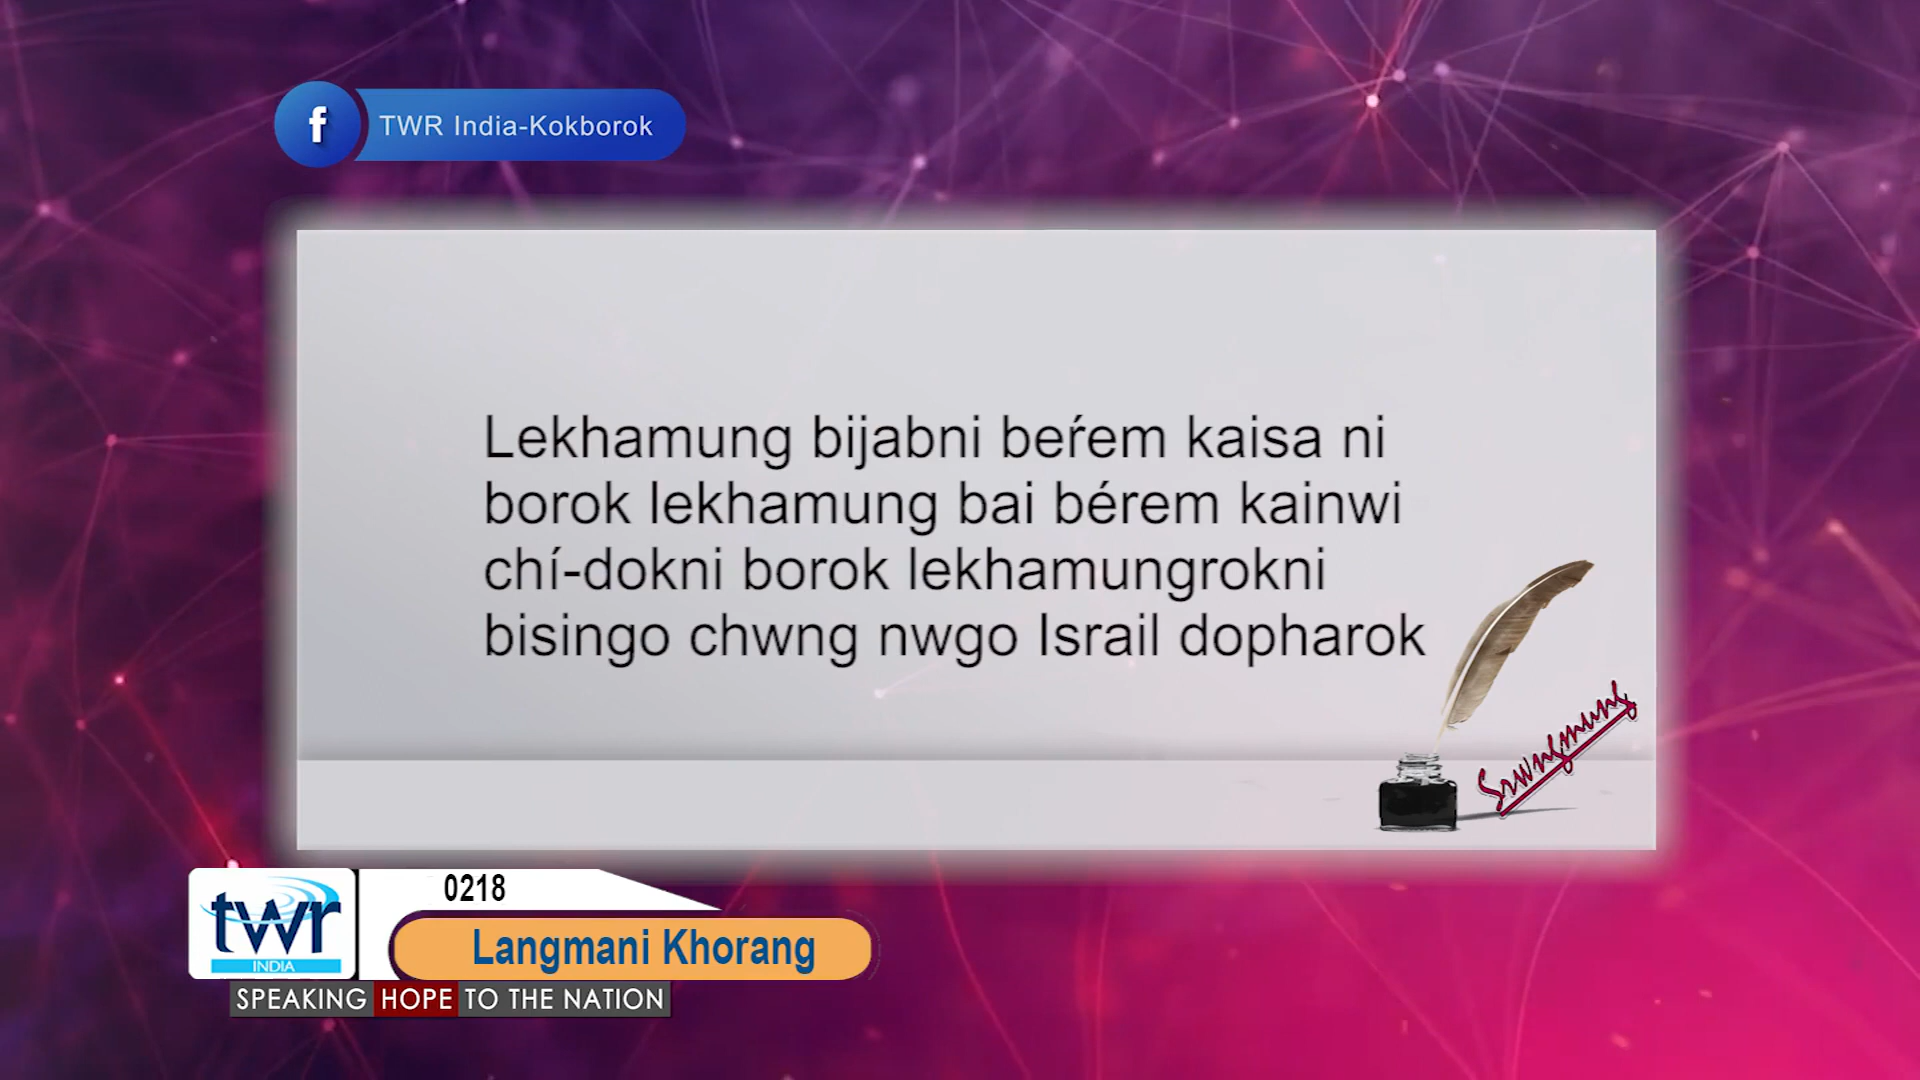 f
TWR India-Kokborok
Lekhamung bijabni beŕem kaisa ni
borok lekhamung bai bérem kainwi
chí-dokni borok lekhamungrokni
bisingo chwng nwgo Israil dopharok
Srwngmung
0218
twr
INDIA
Langmani Khorang
SPEAKING HOPE TO THE NATION